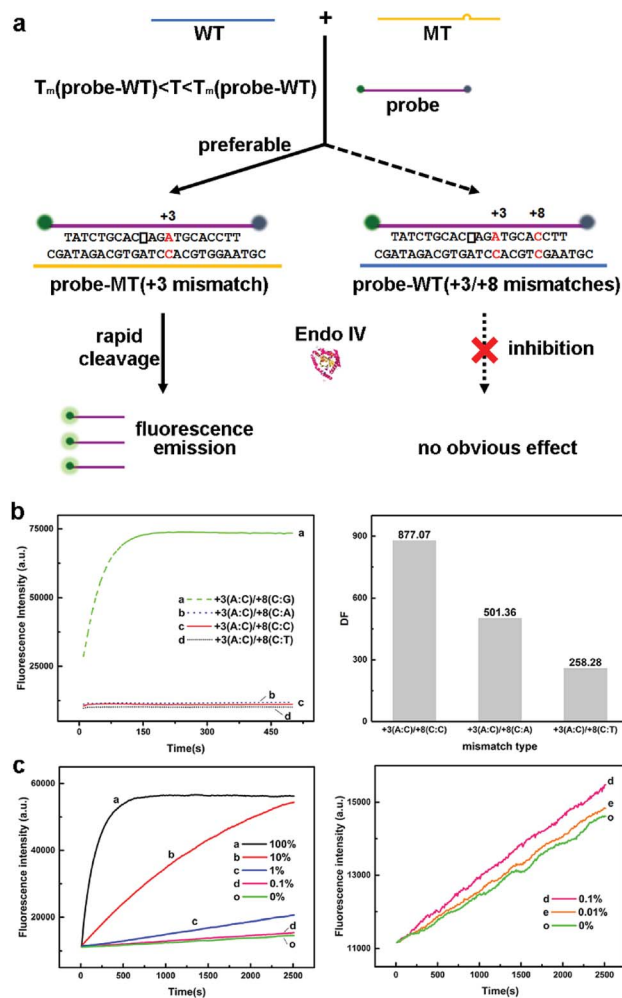 a
WT
+
MT
Tm(probe-WT)<T<Tm(probe-WT)
probe
preferable
+3
+3 +8
TATCTGCAC▯AGATGCACCTT
CGATAGACGTGATCCACGTGGAATGC
probe-MT(+3 mismatch)
TATCTGCAC▯AGATGCACCTT
CGATAGACGTGATCCACGTCGAATGC
probe-WT(+3/+8 mismatches)
rapid
cleavage
Endo IV
inhibition
fluorescence
emission
no obvious effect
b
Fluorescence Intensity (a.u.)
75000
50000
25000
0
150
300
450
Time(s)
a
a +3(A:C)/+8(C:G)
b +3(A:C)/+8(C:A)
c +3(A:C)/+8(C:C)
d +3(A:C)/+8(C:T)
b
c
d
DF
900
600
300
0
877.07
501.36
258.28
+3(A:C)/+8(C:C)
+3(A:C)/+8(C:A)
+3(A:C)/+8(C:T)
mismatch type
c
Fluorescence intensity (a.u.)
60000
40000
20000
0 500 1000 1500 2000 2500
Time(s)
a
b
c
d
o
a 100%
b 10%
c 1%
d 0.1%
o 0%
Fluorescence intensity (a.u.)
15000
13000
11000
0 500 1000 1500 2000 2500
Time(s)
d
e
o
d 0.1%
e 0.01%
o 0%